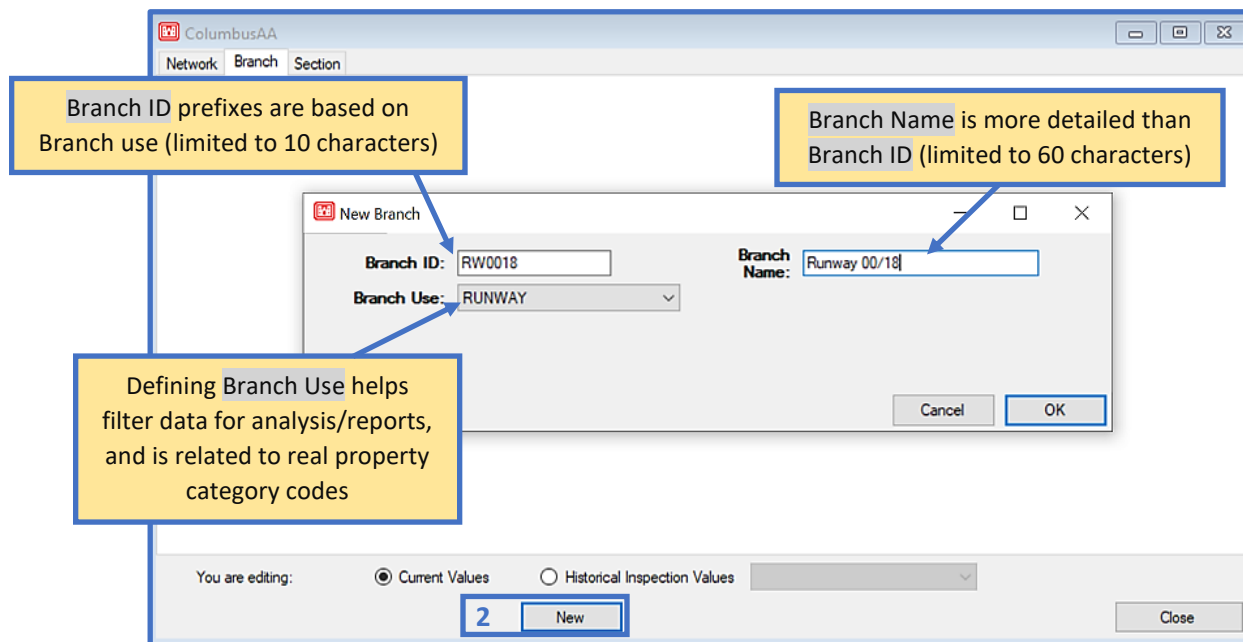 ColumbusAA
Network Branch Section
Branch ID prefixes are based on
Branch use (limited to 10 characters)
Branch Name is more detailed than
Branch ID (limited to 60 characters)
New Branch
Branch ID: RW0018
Branch
Name: Runway 00/18
Branch Use: RUNWAY
Defining Branch Use helps
filter data for analysis/reports,
and is related to real property
category codes
Cancel OK
You are editing: Current Values Historical Inspection Values
2 New
Close